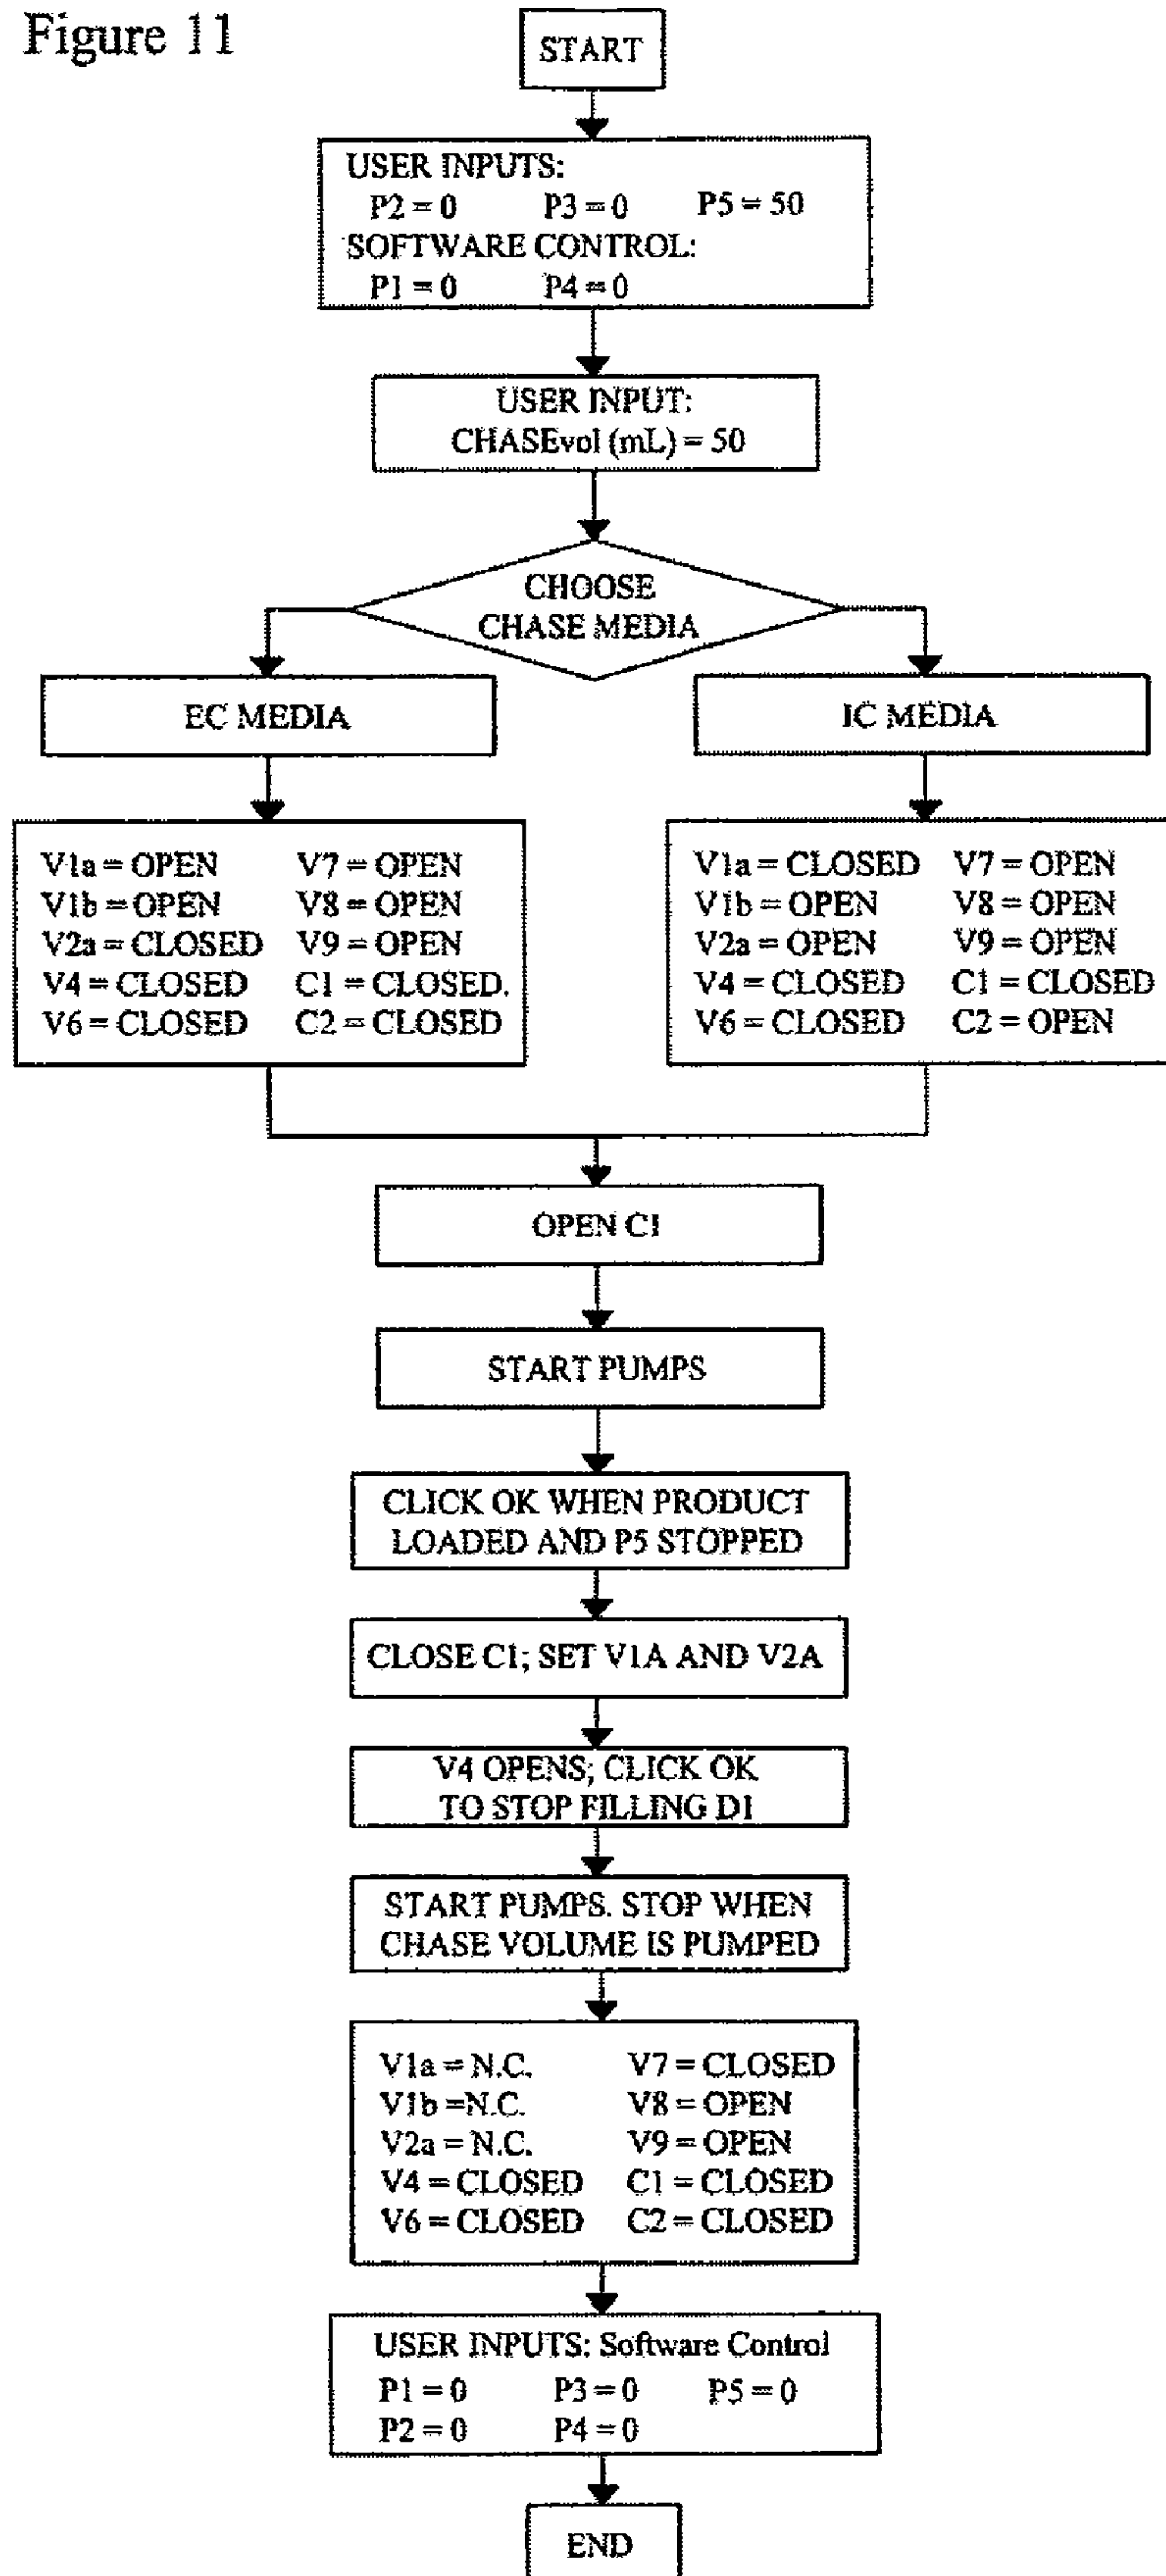 Figure 11
START
USER INPUTS:
P2 = 0 P3 = 0 P5 = 50
SOFTWARE CONTROL:
P1 = 0 P4 = 0
USER INPUT:
CHASEvol (mL) = 50
CHOOSE
CHASE MEDIA
EC MEDIA
IC MEDIA
V1a = OPEN V7 = OPEN
V1b = OPEN V8 = OPEN
V2a = CLOSED V9 = OPEN
V4 = CLOSED C1 = CLOSED.
V6 = CLOSED C2 = CLOSED
V1a = CLOSED V7 = OPEN
V1b = OPEN V8 = OPEN
V2a = OPEN V9 = OPEN
V4 = CLOSED C1 = CLOSED
V6 = CLOSED C2 = OPEN
OPEN C1
START PUMPS
CLICK OK WHEN PRODUCT
LOADED AND P5 STOPPED
CLOSE C1; SET V1A AND V2A
V4 OPENS; CLICK OK
TO STOP FILLING D1
START PUMPS. STOP WHEN
CHASE VOLUME IS PUMPED
V1a = N.C. V7 = CLOSED
V1b =N.C. V8 = OPEN
V2a = N.C. V9 = OPEN
V4 = CLOSED C1 = CLOSED
V6 = CLOSED C2 = CLOSED
USER INPUTS: Software Control
P1 = 0 P3 = 0 P5 = 0
P2 = 0 P4 = 0
END